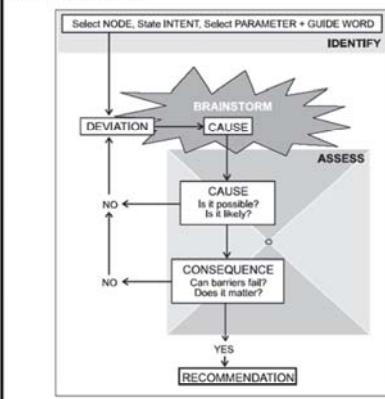 Select NODE, State INTENT, Select PARAMETER + GUIDE WORD
IDENTIFY
BRAINSTORM
DEVIATION
CAUSE
ASSESS
CAUSE
Is it possible?
Is it likely?
NO
CONSEQUENCE
Can barriers fail?
Does it matter?
NO
YES
RECOMMENDATION